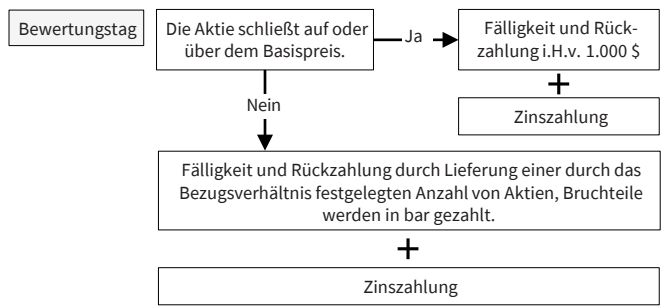 Bewertungstag
Die Aktie schließt auf oder
über dem Basispreis.
Ja
Fälligkeit und Rück-
zahlung i.H.v. 1.000 $
+
Zinszahlung
Nein
Fälligkeit und Rückzahlung durch Lieferung einer durch das
Bezugsverhältnis festgelegten Anzahl von Aktien, Bruchteile
werden in bar gezahlt.
+
Zinszahlung